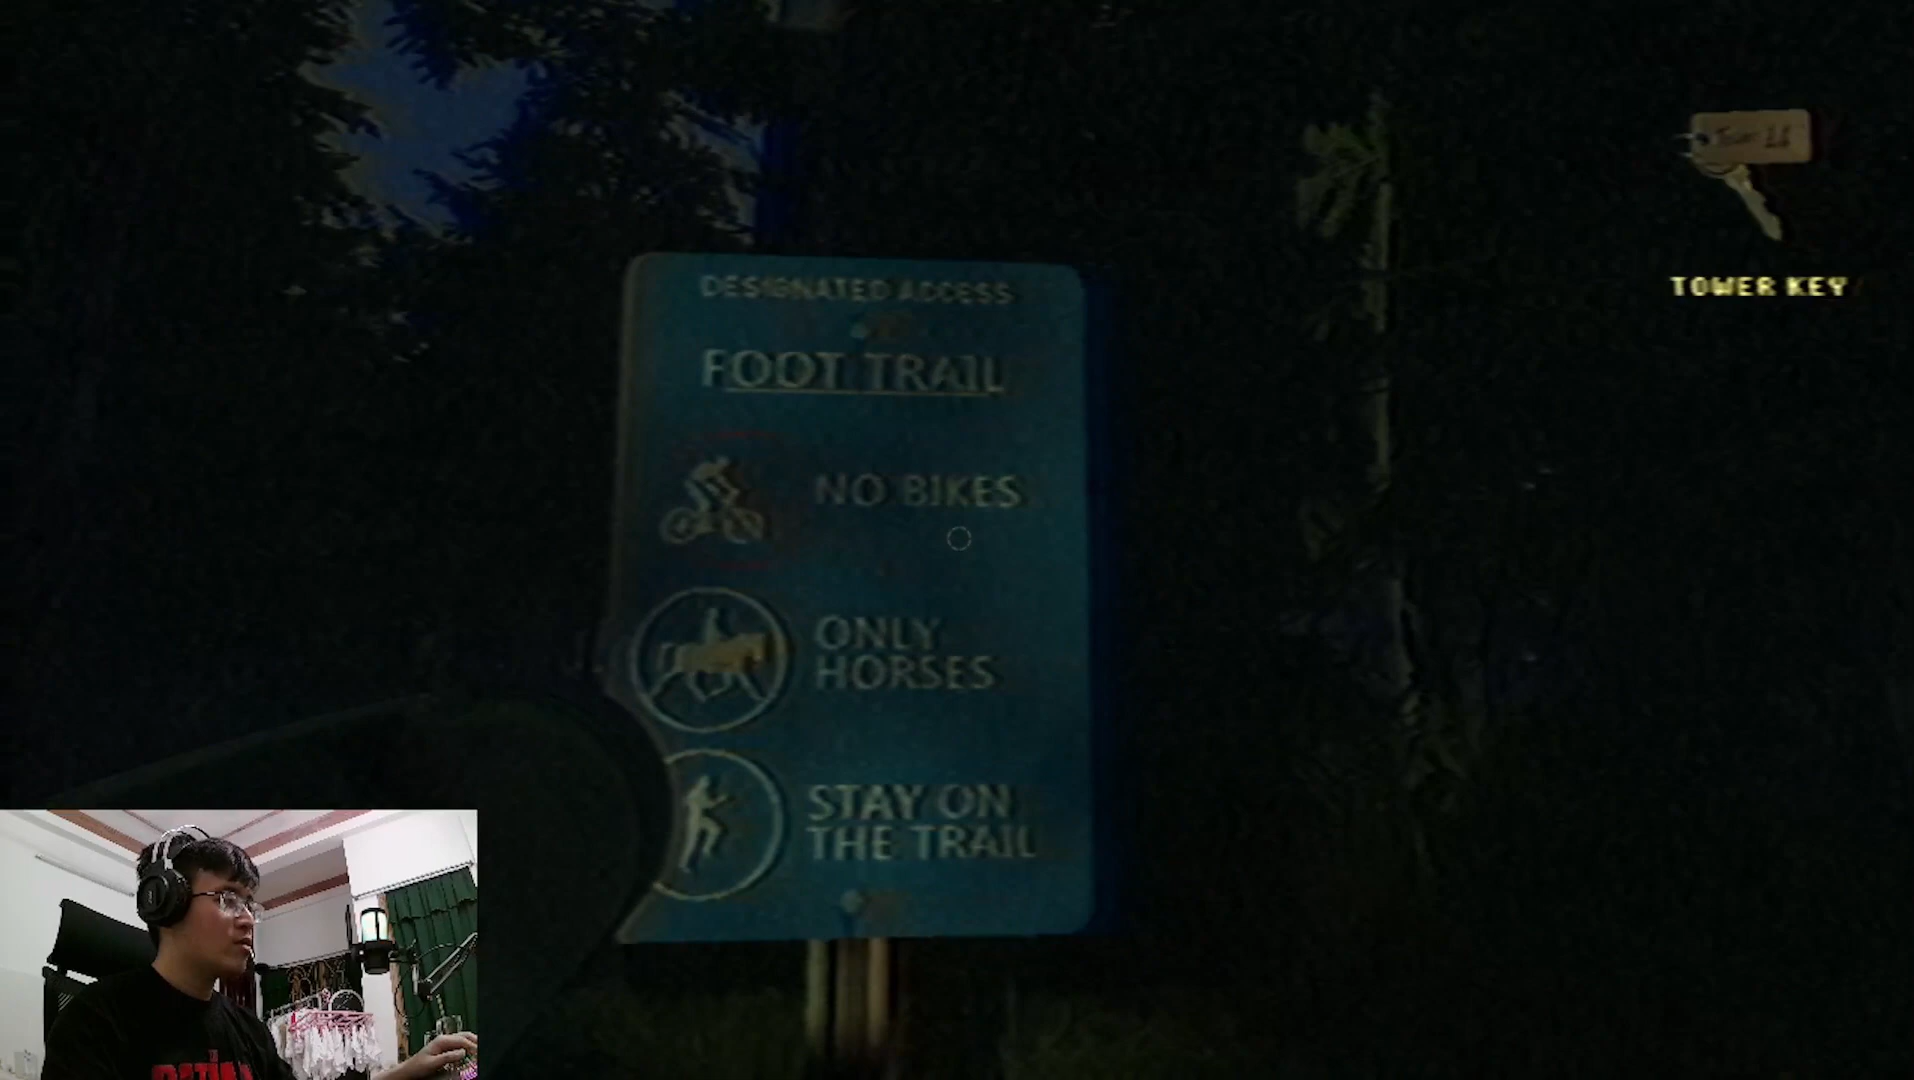 DESIGNATED ACCESS
FOOT TRAIL
NO BIKES
ONLY
HORSES
STAY ON
THE TRAIL
TOWER KEY